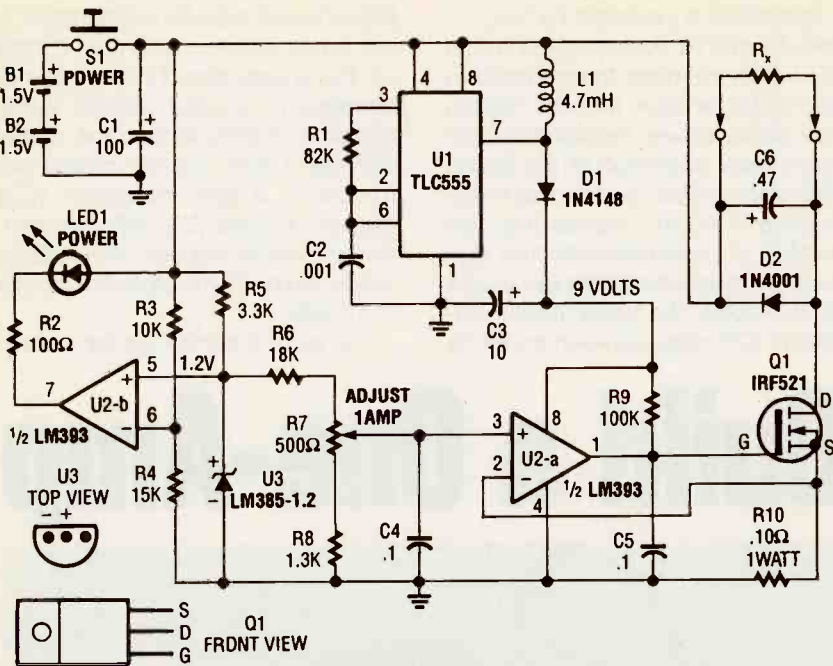 S1
POWER
B1
1.5V
B2
1.5V
C1
100
LED1
POWER
R2
100Ω
R3
10K
R5
3.3K
R6
18K
5
1.2V
7
+
U2-b
6
−
1/2 LM393
R4
15K
U3
TOP VIEW
− +
U3
LM385-1.2
R7
500Ω
ADJUST
1AMP
R8
1.3K
C4
.1
R1
82K
C2
.001
3
2
6
4
8
7
1
U1
TLC555
L1
4.7mH
D1
1N4148
C3
10
9 VOLTS
3
2
8
1
4
U2-a
1/2 LM393
R9
100K
C5
.1
Rx
C6
.47
D2
1N4001
Q1
IRF521
D
G
S
R10
.10Ω
1WATT
Q1
FRONT VIEW
S
D
G